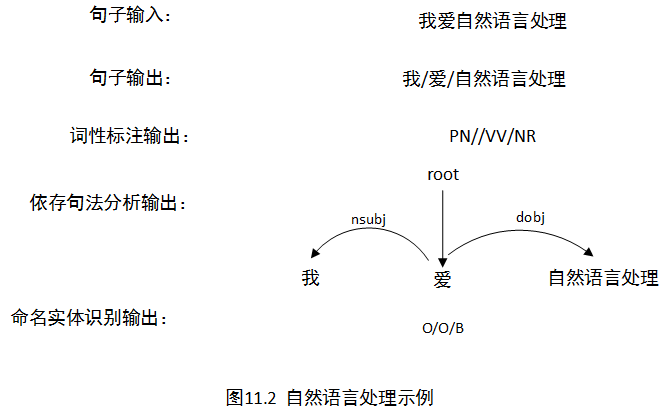 句子输入： 我爱自然语言处理
句子输出： 我/爱/自然语言处理
词性标注输出： PN//VV/NR
root
依存句法分析输出：
nsubj dobj
我 爱 自然语言处理
命名实体识别输出： O/O/B
图11.2 自然语言处理示例